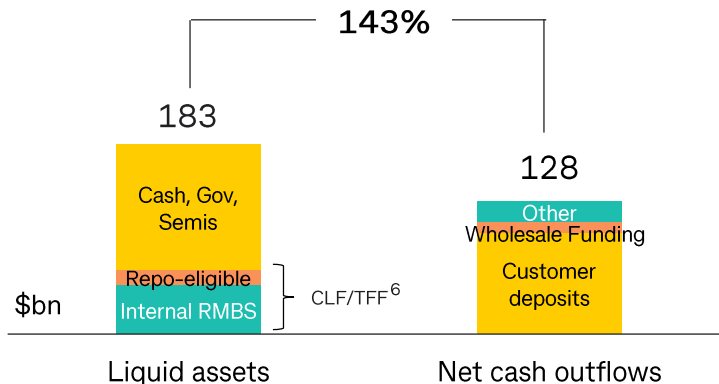 143%
183
128
Cash, Gov,
Semis
Repo-eligible
Internal RMBS
CLF/TFF6
Other
Wholesale Funding
Customer
deposits
$bn
Liquid assets
Net cash outflows